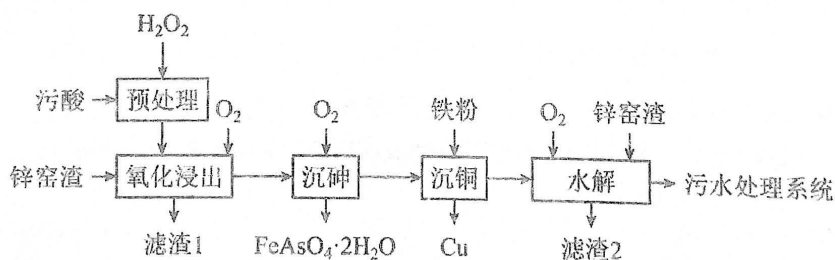 H₂O₂
污酸 预处理 O₂ O₂ 铁粉 O₂ 锌窑渣
锌窑渣 氧化浸出 沉砷 沉铜 水解 污水处理系统
滤渣1 FeAsO₄·2H₂O Cu 滤渣2